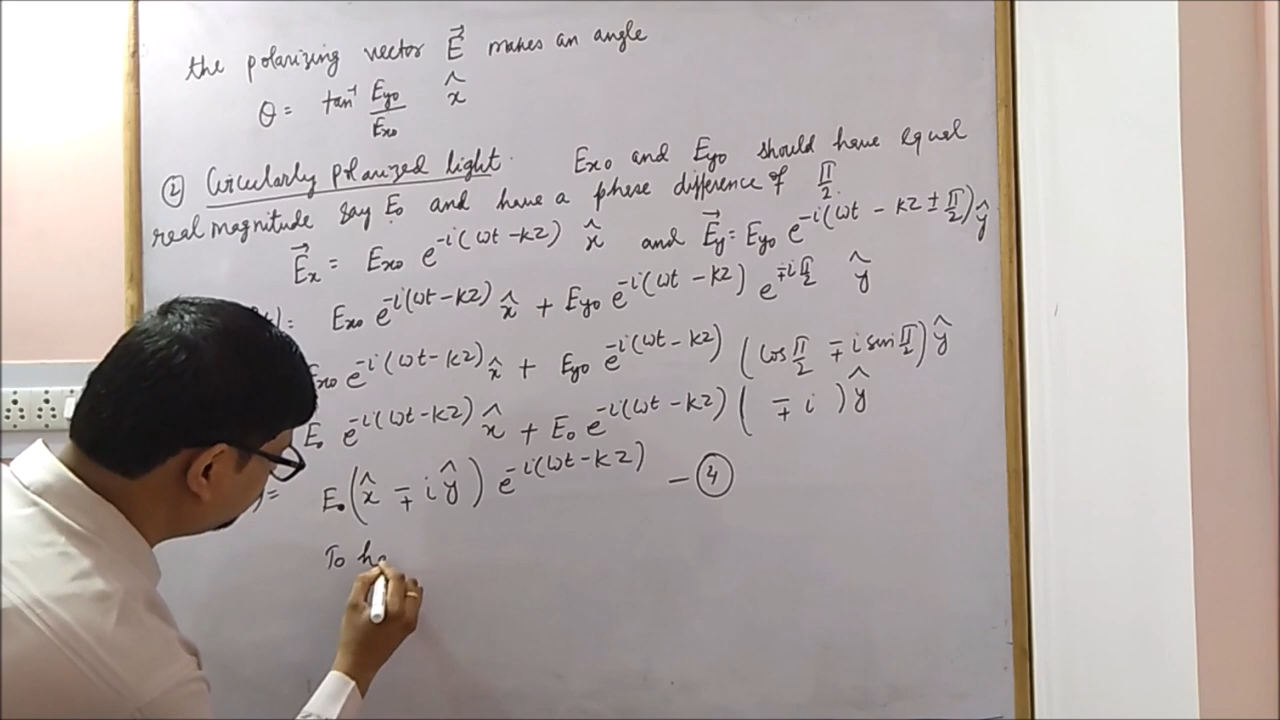 the polarizing vector E⃗ makes an angle
θ = tan⁻¹ Ey0/Ex0 x̂
② Circularly polarized light. Ex0 and Ey0 should have equal
real magnitude say E0 and have a phase difference of π/2.
E⃗x = Ex0 e^{-i(ωt-kz)} x̂ and E⃗y = Ey0 e^{-i(ωt-kz±π/2)} ŷ
t) = Ex0 e^{-i(ωt-kz)} x̂ + Ey0 e^{-i(ωt-kz)} e^{∓iπ/2} ŷ
Ex0 e^{-i(ωt-kz)} x̂ + Ey0 e^{-i(ωt-kz)} (cos π/2 ∓ i sin π/2) ŷ
E0 e^{-i(ωt-kz)} x̂ + E0 e^{-i(ωt-kz)} (∓ i) ŷ
) = E0 (x̂ ∓ i ŷ) e^{-i(ωt-kz)} — ④
To ha